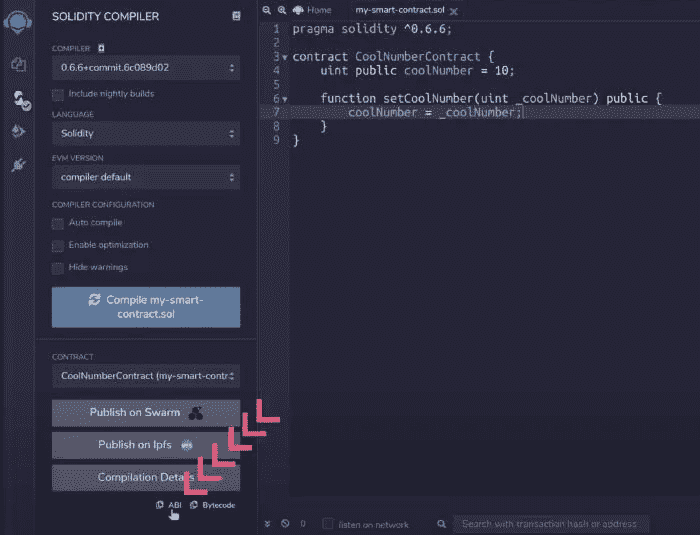 SOLIDITY COMPILER
COMPILER
0.6.6+commit.6c089d02
Include nightly builds
LANGUAGE
Solidity
EVM VERSION
compiler default
COMPILER CONFIGURATION
Auto compile
Enable optimization
Hide warnings
Compile my-smart-
contract.sol
CONTRACT
CoolNumberContract (my-smart-contr
Publish on Swarm
Publish on Ipfs
Compilation Details
ABI Bytecode
Home my-smart-contract.sol
1 pragma solidity ^0.6.6;
2
3 contract CoolNumberContract {
4 uint public coolNumber = 10;
5
6 function setCoolNumber(uint _coolNumber) public {
7 coolNumber = _coolNumber;
8 }
9 }
0 listen on network Search with transaction hash or address